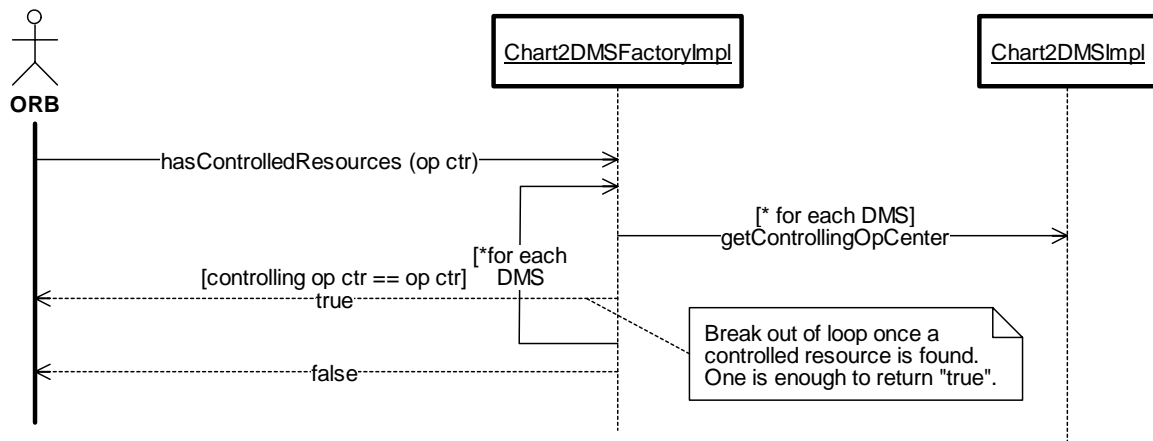 Chart2DMSFactoryImpl
Chart2DMSImpl
ORB
hasControlledResources (op ctr)
[* for each DMS]
getControllingOpCenter
[*for each
DMS
[controlling op ctr == op ctr]
true
Break out of loop once a
controlled resource is found.
One is enough to return "true".
false